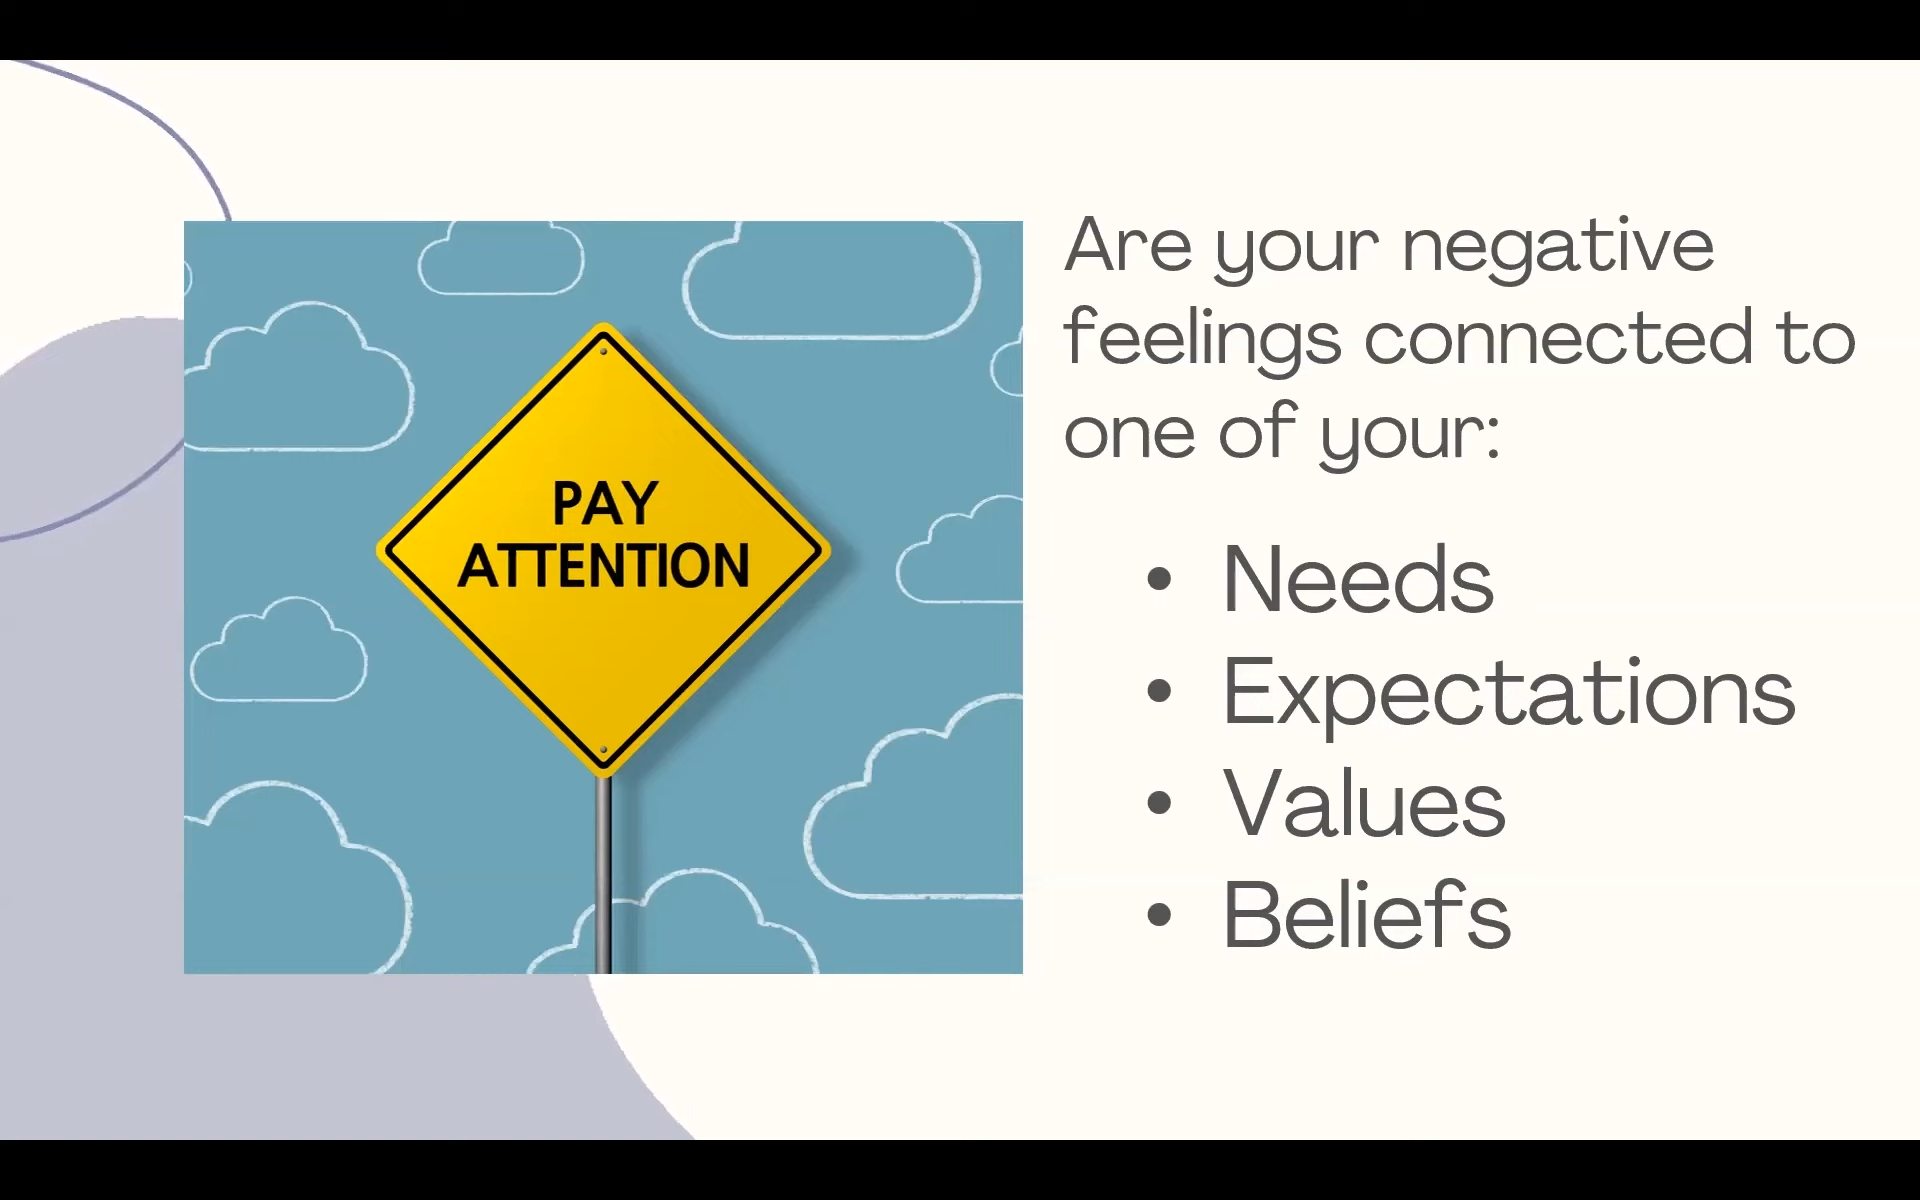 PAY
ATTENTION
Are your negative
feelings connected to
one of your:
• Needs
• Expectations
• Values
• Beliefs